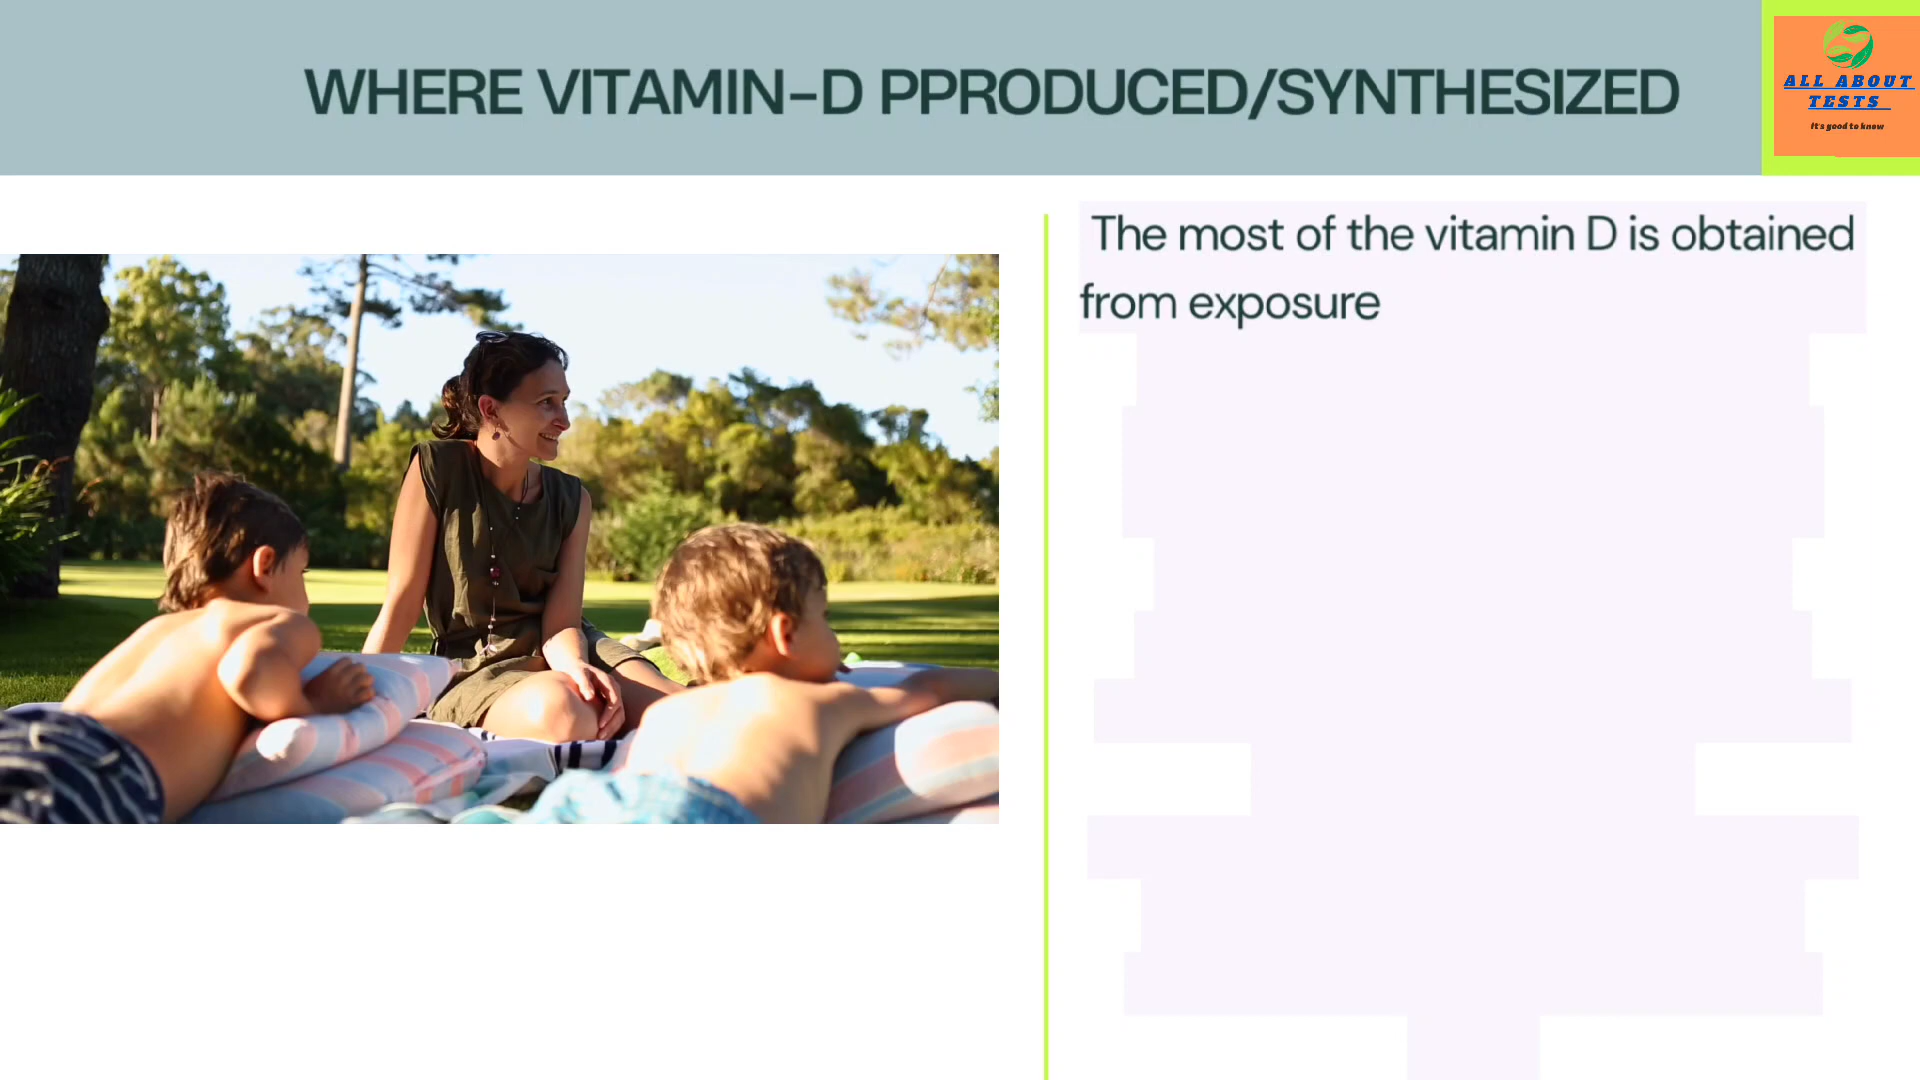 WHERE VITAMIN-D PPRODUCED/SYNTHESIZED
ALL ABOUT
TESTS
It's good to know
The most of the vitamin D is obtained
from exposure